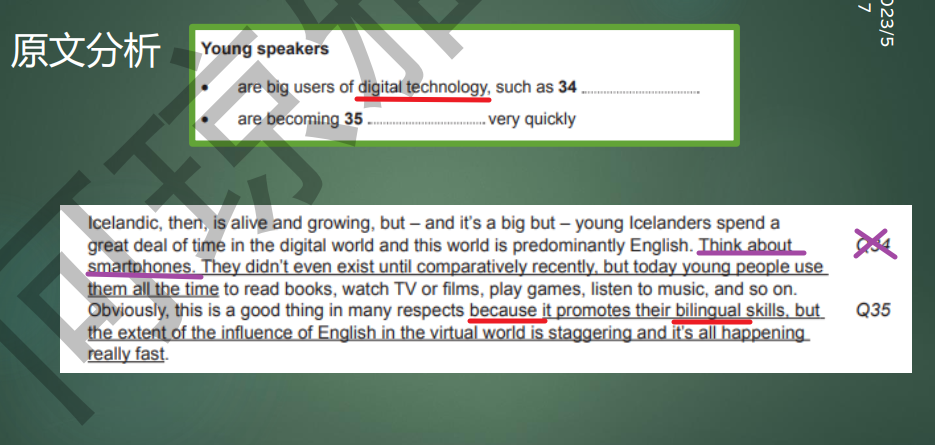 原文分析
023/5
7
Young speakers
• are big users of digital technology, such as 34 ........................
• are becoming 35 ........................ very quickly
Icelandic, then, is alive and growing, but – and it's a big but – young Icelanders spend a
great deal of time in the digital world and this world is predominantly English. Think about
Q34
smartphones. They didn't even exist until comparatively recently, but today young people use
them all the time to read books, watch TV or films, play games, listen to music, and so on.
Obviously, this is a good thing in many respects because it promotes their bilingual skills, but
Q35
the extent of the influence of English in the virtual world is staggering and it's all happening
really fast.